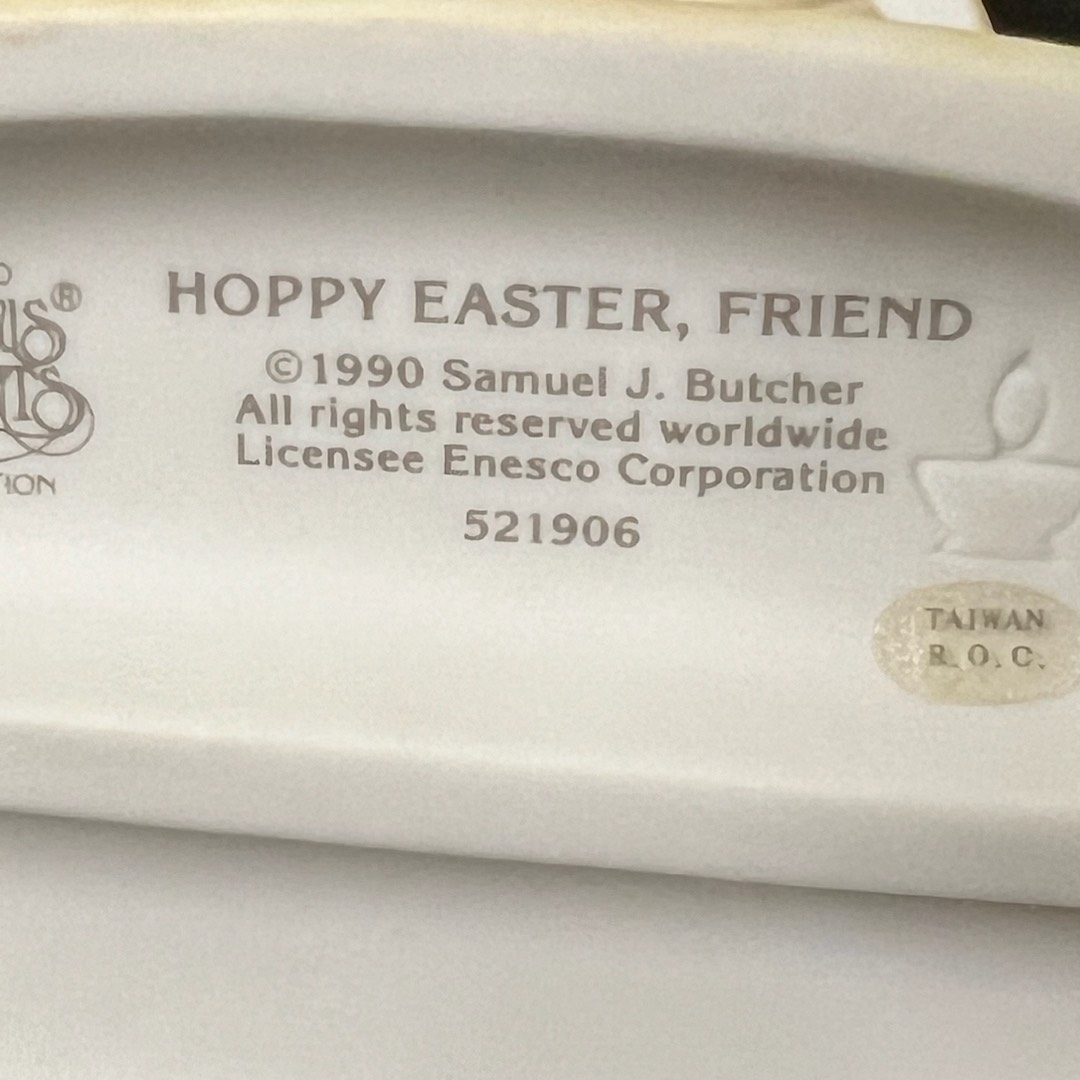 HOPPY EASTER, FRIEND
©1990 Samuel J. Butcher
All rights reserved worldwide
Licensee Enesco Corporation
521906
TAIWAN
R.O.C.